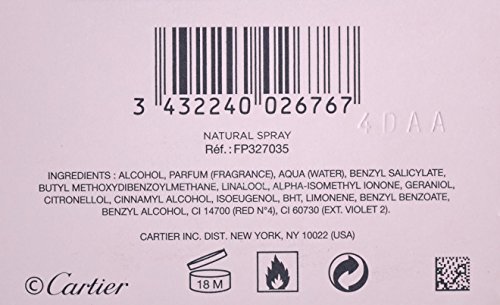 3 432240 026767
4DAA
NATURAL SPRAY
Réf. : FP327035
INGREDIENTS : ALCOHOL, PARFUM (FRAGRANCE), AQUA (WATER), BENZYL SALICYLATE,
BUTYL METHOXYDIBENZOYLMETHANE, LINALOOL, ALPHA-ISOMETHYL IONONE, GERANIOL,
CITRONELLOL, CINNAMYL ALCOHOL, ISOEUGENOL, BHT, LIMONENE, BENZYL BENZOATE,
BENZYL ALCOHOL, CI 14700 (RED N°4), CI 60730 (EXT. VIOLET 2).
CARTIER INC. DIST. NEW YORK, NY 10022 (USA)
©Cartier
18 M